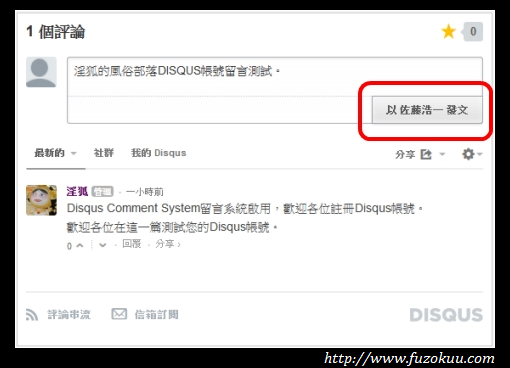 1 個評論
0
淫狐的風俗部落DISQUS帳號留言測試。
以 佐藤浩一 發文
最新的 社群 我的 Disqus 分享
淫狐 管理 · 一小時前
Disqus Comment System留言系統啟用，歡迎各位註冊Disqus帳號。
歡迎各位在這一篇測試您的Disqus帳號。
0 · 回覆 · 分享 ›
評論串流 信箱訂閱 DISQUS
http://www.fuzokuu.com